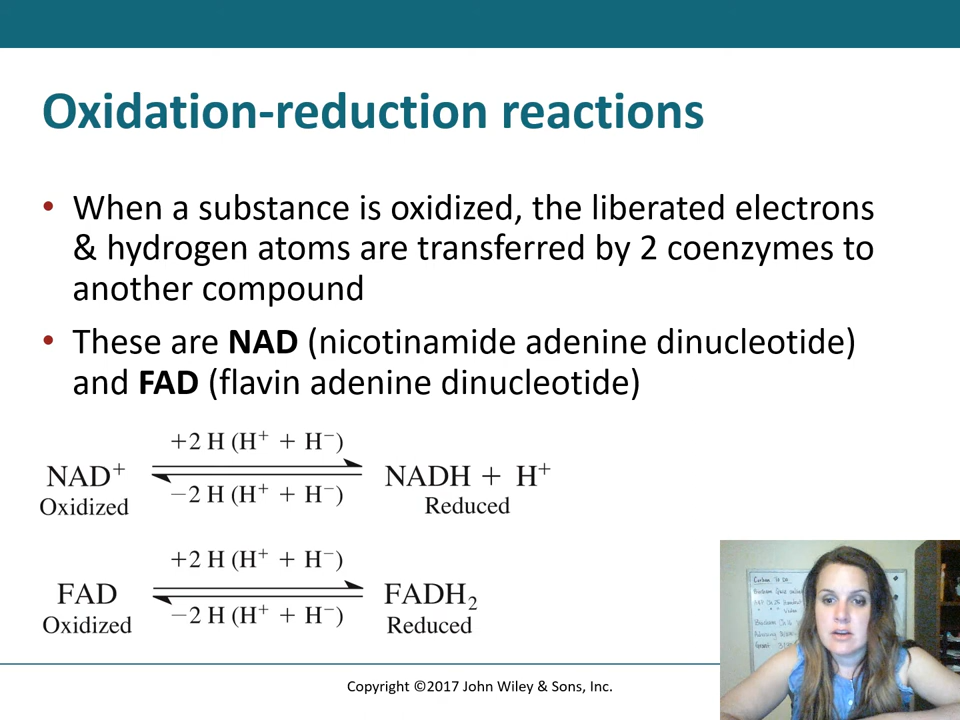 Oxidation-reduction reactions
• When a substance is oxidized, the liberated electrons
& hydrogen atoms are transferred by 2 coenzymes to
another compound
• These are NAD (nicotinamide adenine dinucleotide)
and FAD (flavin adenine dinucleotide)
+2 H (H⁺ + H⁻)
NAD⁺ NADH + H⁺
−2 H (H⁺ + H⁻)
Oxidized Reduced
+2 H (H⁺ + H⁻)
FAD FADH₂
−2 H (H⁺ + H⁻)
Oxidized Reduced
Copyright ©2017 John Wiley & Sons, Inc.